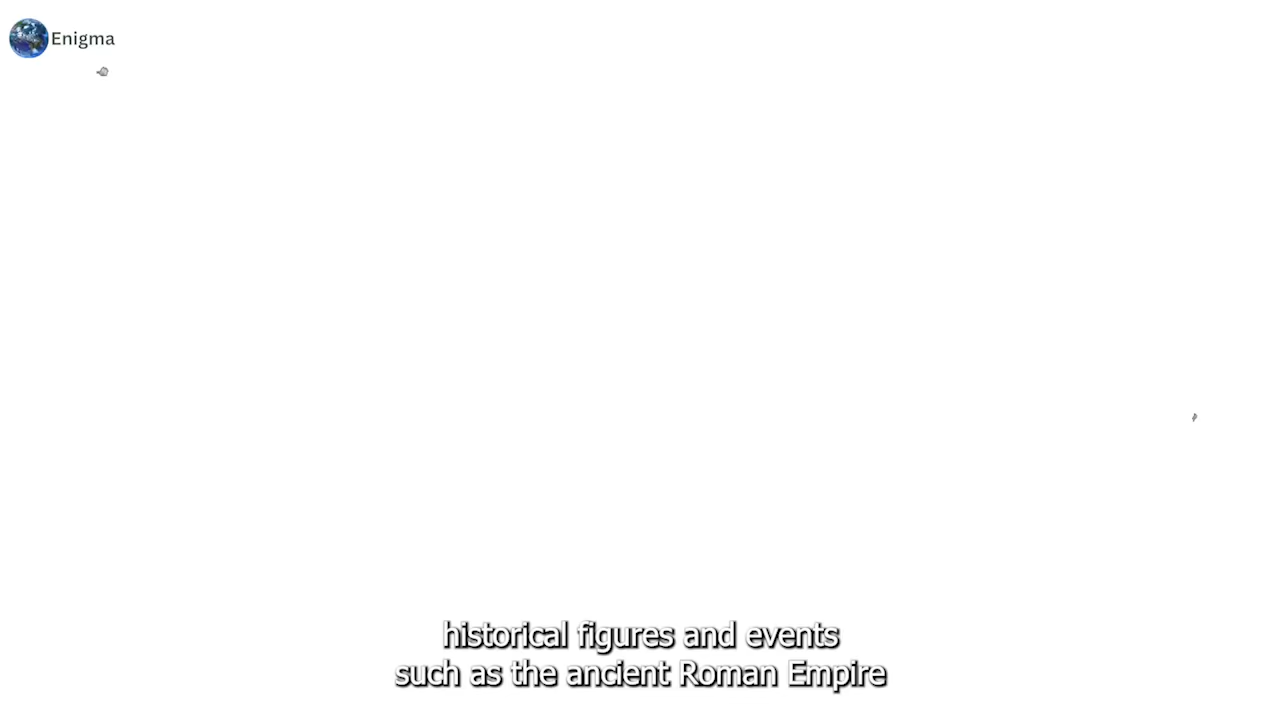 Enigma
historical figures and events
such as the ancient Roman Empire